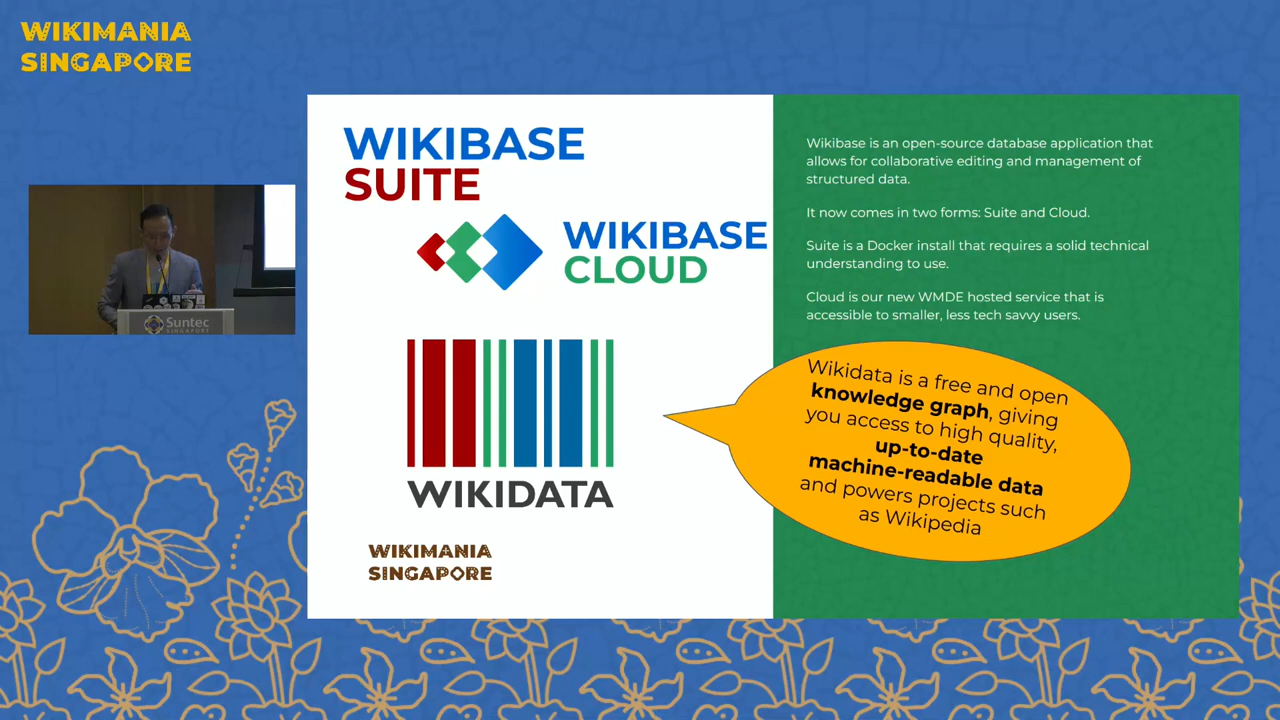 WIKIMANIA
SINGAPORE
WIKIBASE
SUITE
WIKIBASE
CLOUD
WIKIDATA
WIKIMANIA
SINGAPORE
Wikibase is an open-source database application that
allows for collaborative editing and management of
structured data.
It now comes in two forms: Suite and Cloud.
Suite is a Docker install that requires a solid technical
understanding to use.
Cloud is our new WMDE hosted service that is
accessible to smaller, less tech savvy users.
Wikidata is a free and open
knowledge graph, giving
you access to high quality,
up-to-date
machine-readable data
and powers projects such
as Wikipedia
Suntec
SINGAPORE